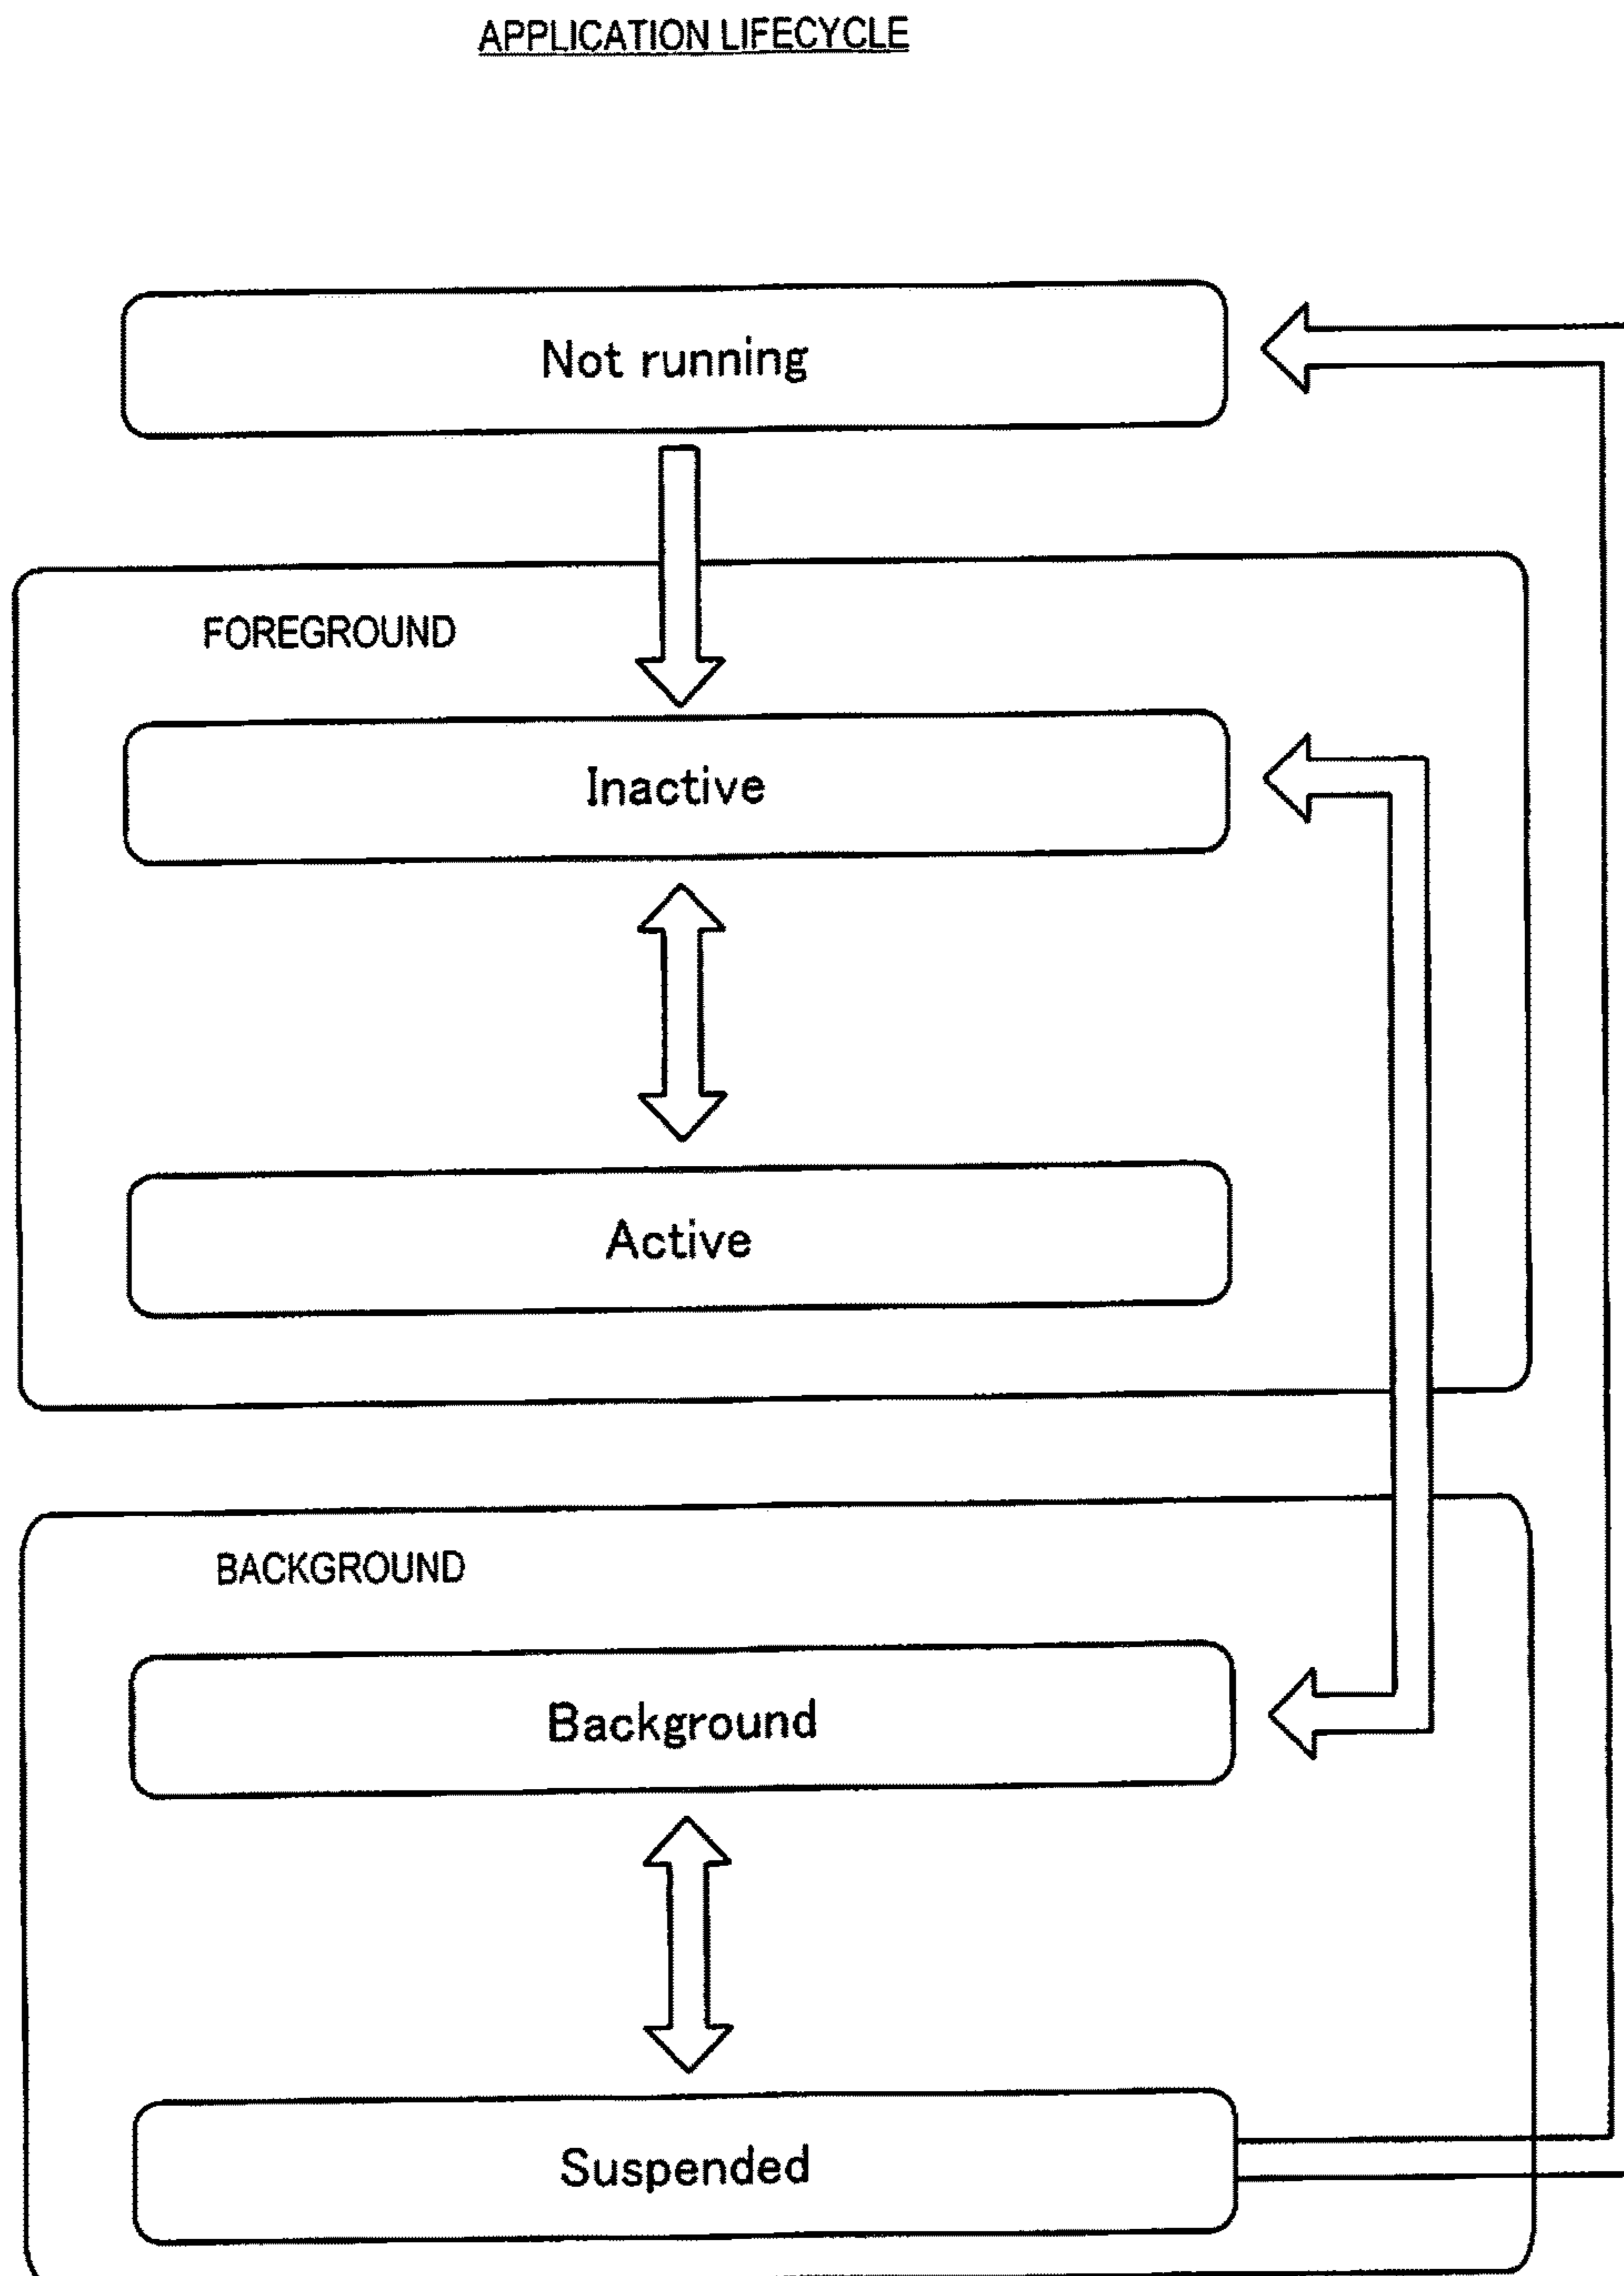 APPLICATION LIFECYCLE
Not running
FOREGROUND
Inactive
Active
BACKGROUND
Background
Suspended